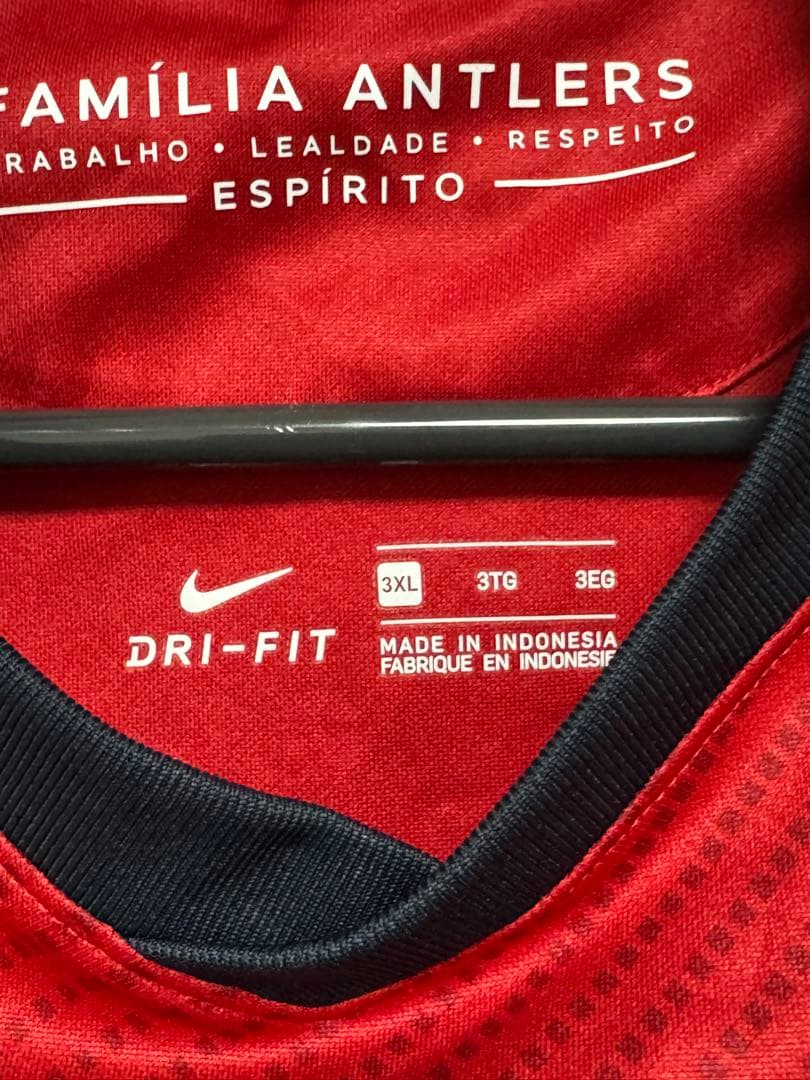 FAMÍLIA ANTLERS
RABALHO • LEALDADE • RESPEITO
ESPÍRITO
DRI-FIT
3XL 3TG 3EG
MADE IN INDONESIA
FABRIQUE EN INDONESIE